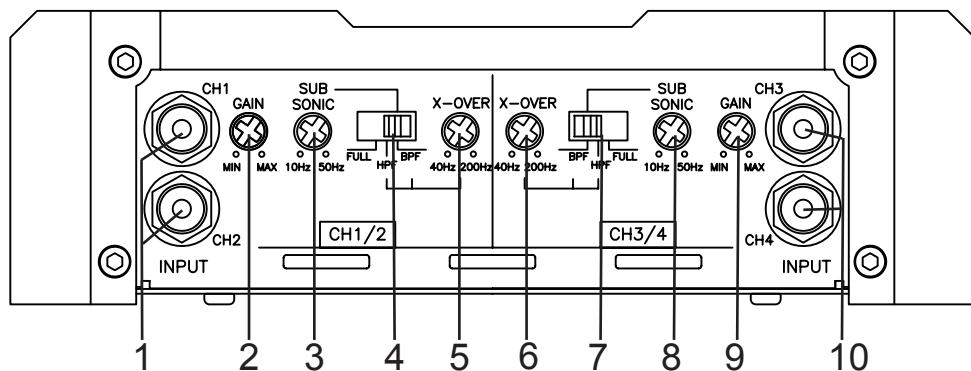 CH1
GAIN
MIN MAX
SUB
SONIC
10Hz 50Hz
FULL HPF BPF
X-OVER
40Hz 200Hz
X-OVER
40Hz 200Hz
BPF HPF FULL
SUB
SONIC
10Hz 50Hz
GAIN
MIN MAX
CH3
CH2
INPUT
CH1/2
CH3/4
CH4
INPUT
1 2 3 4 5 6 7 8 9 10